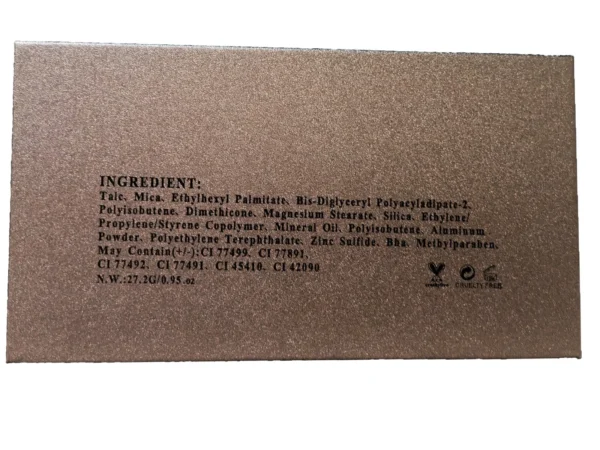 INGREDIENT:
Talc, Mica, Ethylhexyl Palmitate, Bis-Diglyceryl Polyacyladipate-2,
Polyisobutene, Dimethicone, Magnesium Stearate, Silica, Ethylene/
Propylene/Styrene Copolymer, Mineral Oil, Polyisobutene, Aluminum
Powder, Polyethylene Terephthalate, Zinc Sulfide, Bha, Methylparaben,
May Contain(+/-):CI 77499, CI 77891,
CI 77492, CI 77491, CI 45410, CI 42090
N.W.:27.2G/0.95 oz
CRUELTY FREE